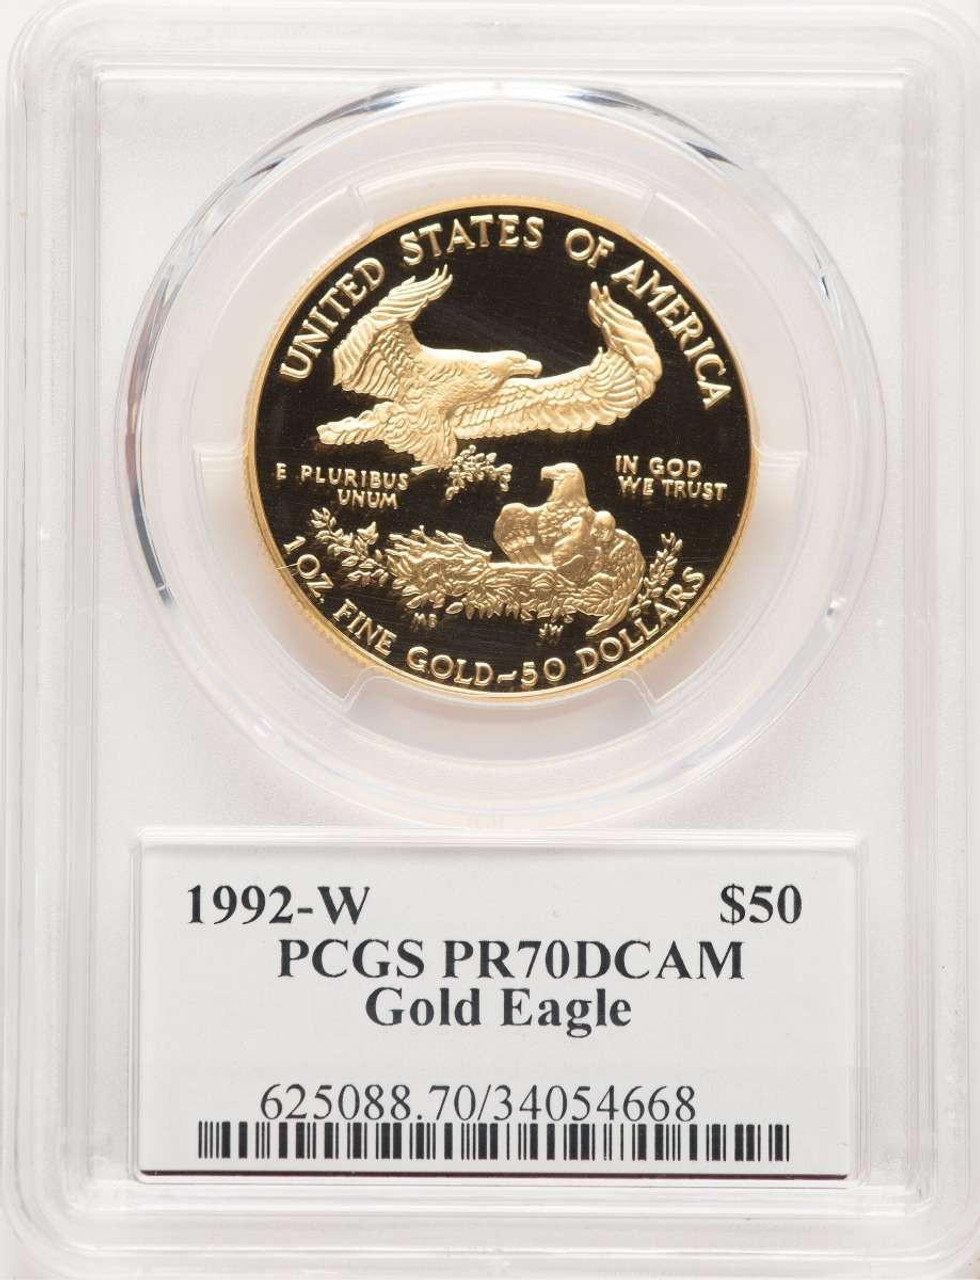 UNITED STATES OF AMERICA
E PLURIBUS
UNUM
IN GOD
WE TRUST
MB
JW
1 OZ. FINE GOLD~50 DOLLARS
1992-W $50
PCGS PR70DCAM
Gold Eagle
625088.70/34054668